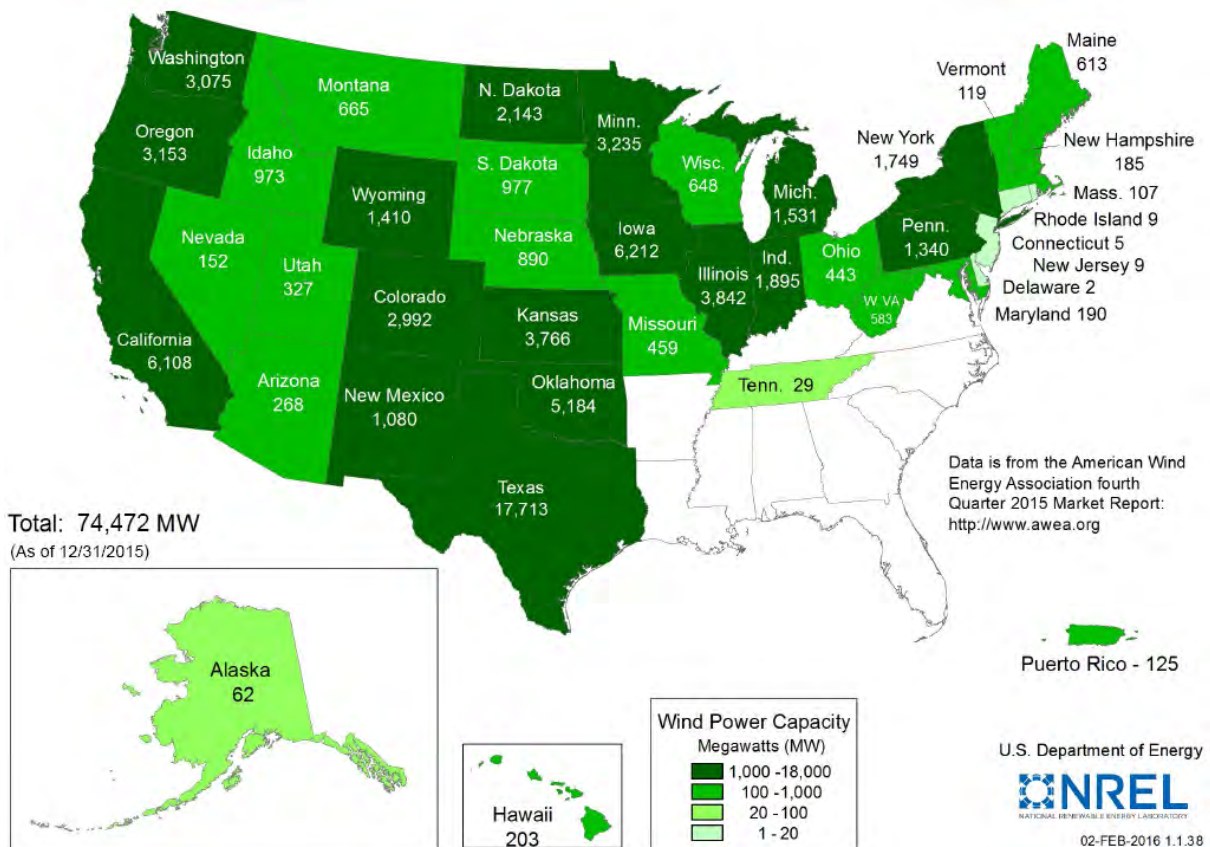 Washington
3,075
Oregon
3,153
California
6,108
Nevada
152
Idaho
973
Montana
665
Wyoming
1,410
Utah
327
Arizona
268
Colorado
2,992
New Mexico
1,080
N. Dakota
2,143
S. Dakota
977
Nebraska
890
Kansas
3,766
Oklahoma
5,184
Texas
17,713
Minn.
3,235
Iowa
6,212
Missouri
459
Wisc.
648
Illinois
3,842
Mich.
1,531
Ind.
1,895
Ohio
443
W VA
583
Tenn. 29
Penn.
1,340
New York
1,749
Vermont
119
Maine
613
New Hampshire
185
Mass. 107
Rhode Island 9
Connecticut 5
New Jersey 9
Delaware 2
Maryland 190
Data is from the American Wind
Energy Association fourth
Quarter 2015 Market Report:
http://www.awea.org
Total: 74,472 MW
(As of 12/31/2015)
Alaska
62
Hawaii
203
Wind Power Capacity
Megawatts (MW)
1,000 -18,000
100 -1,000
20 -100
1 - 20
Puerto Rico - 125
U.S. Department of Energy
NREL
NATIONAL RENEWABLE ENERGY LABORATORY
02-FEB-2016 1.1.38